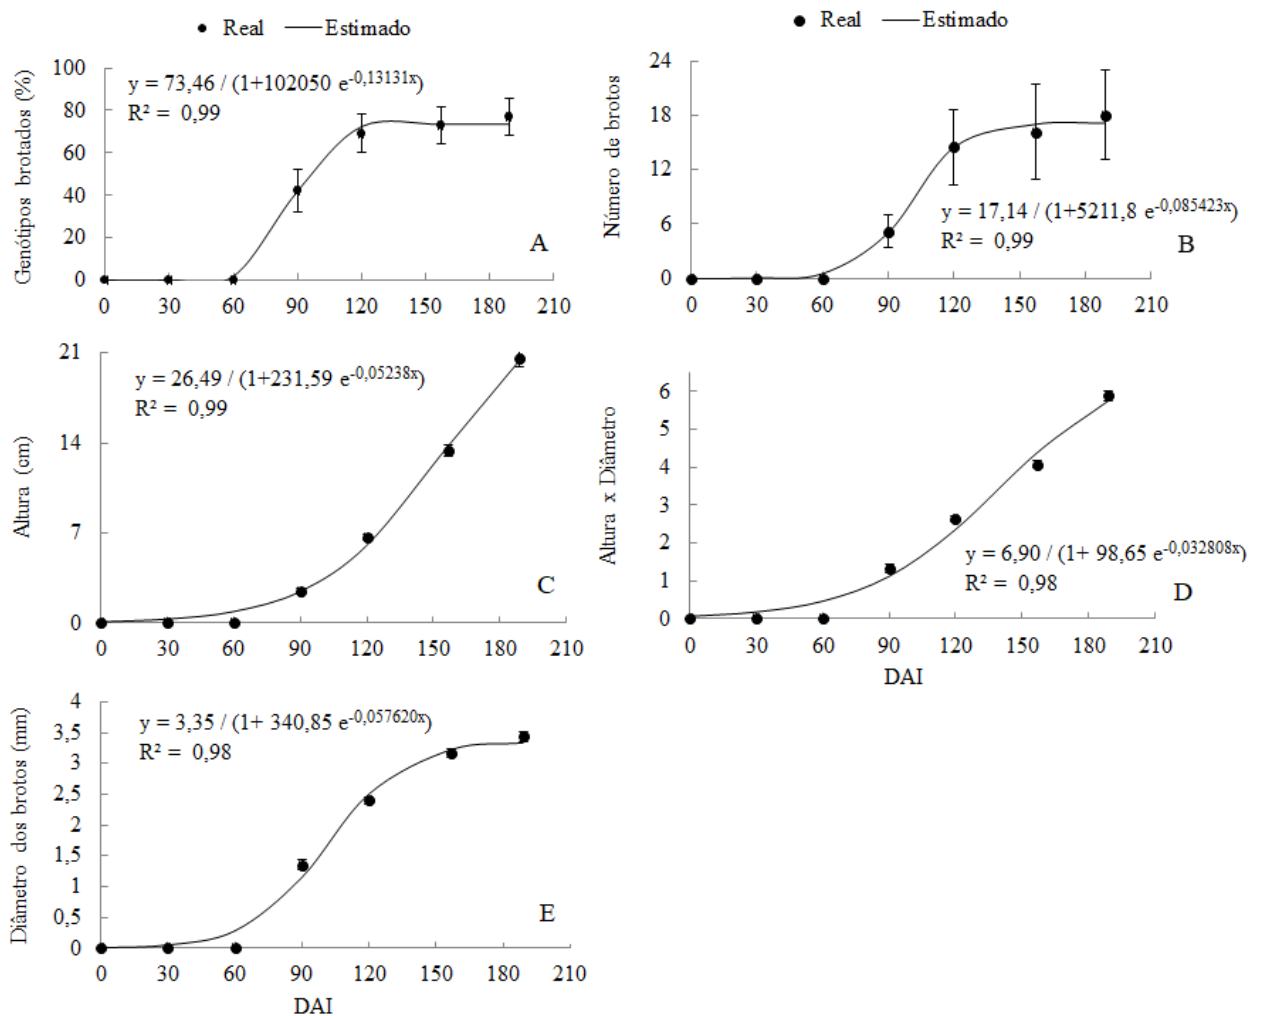 Real Estimado
Genótipos brotados (%)
100
80
60
40
20
0
y = 73,46 / (1+102050 e-0,13131x)
R² = 0,99
A
0 30 60 90 120 150 180 210
Real Estimado
Número de brotos
24
18
12
6
0
y = 17,14 / (1+5211,8 e-0,085423x)
R² = 0,99
B
0 30 60 90 120 150 180 210
Altura (cm)
21
14
7
0
y = 26,49 / (1+231,59 e-0,05238x)
R² = 0,99
C
0 30 60 90 120 150 180 210
Altura x Diâmetro
6
5
4
3
2
1
0
y = 6,90 / (1+ 98,65 e-0,032808x)
R² = 0,98
D
0 30 60 90 120 150 180 210
DAI
Diâmetro dos brotos (mm)
4
3,5
3
2,5
2
1,5
1
0,5
0
y = 3,35 / (1+ 340,85 e-0,057620x)
R² = 0,98
E
0 30 60 90 120 150 180 210
DAI